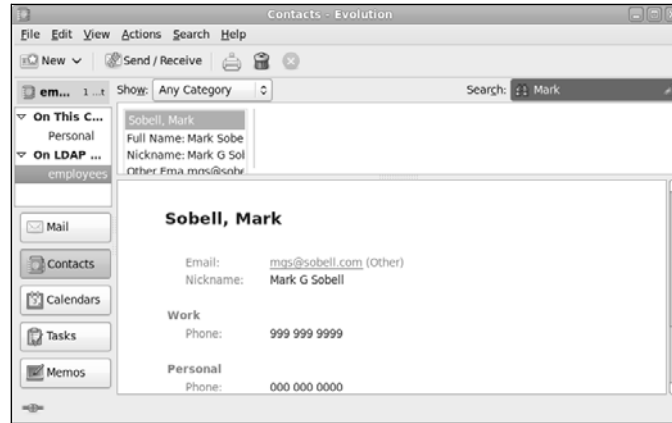 Contacts - Evolution
File Edit View Actions Search Help
New Send / Receive
em... 1 ...t Show: Any Category Search: Mark
On This C...
Personal
On LDAP ...
employees
Sobell, Mark
Full Name: Mark Sobe
Nickname: Mark G Sol
Other Ema mgs@sobe
Mail
Contacts
Calendars
Tasks
Memos
Sobell, Mark
Email: mgs@sobell.com (Other)
Nickname: Mark G Sobell
Work
Phone: 999 999 9999
Personal
Phone: 000 000 0000